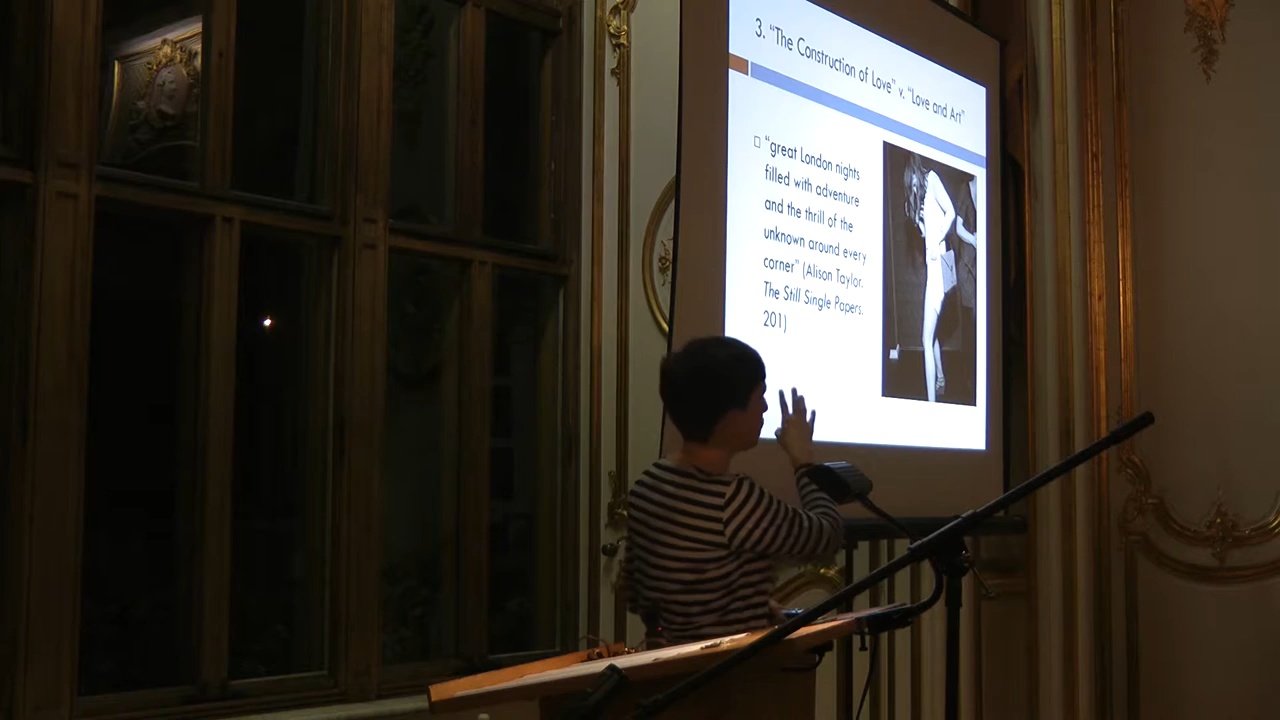 3. “The Construction of Love” v. “Love and Art”
“great London nights
filled with adventure
and the thrill of the
unknown around every
corner” (Alison Taylor.
The Still Single Papers.
201)